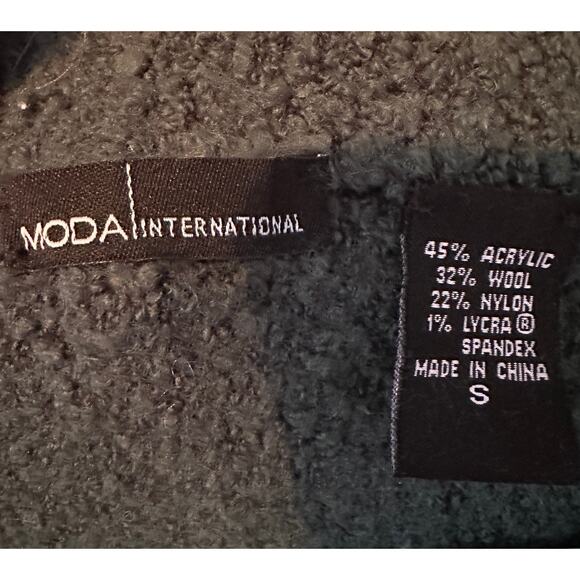 MODA INTERNATIONAL
45% ACRYLIC
32% WOOL
22% NYLON
1% LYCRA®
SPANDEX
MADE IN CHINA
S